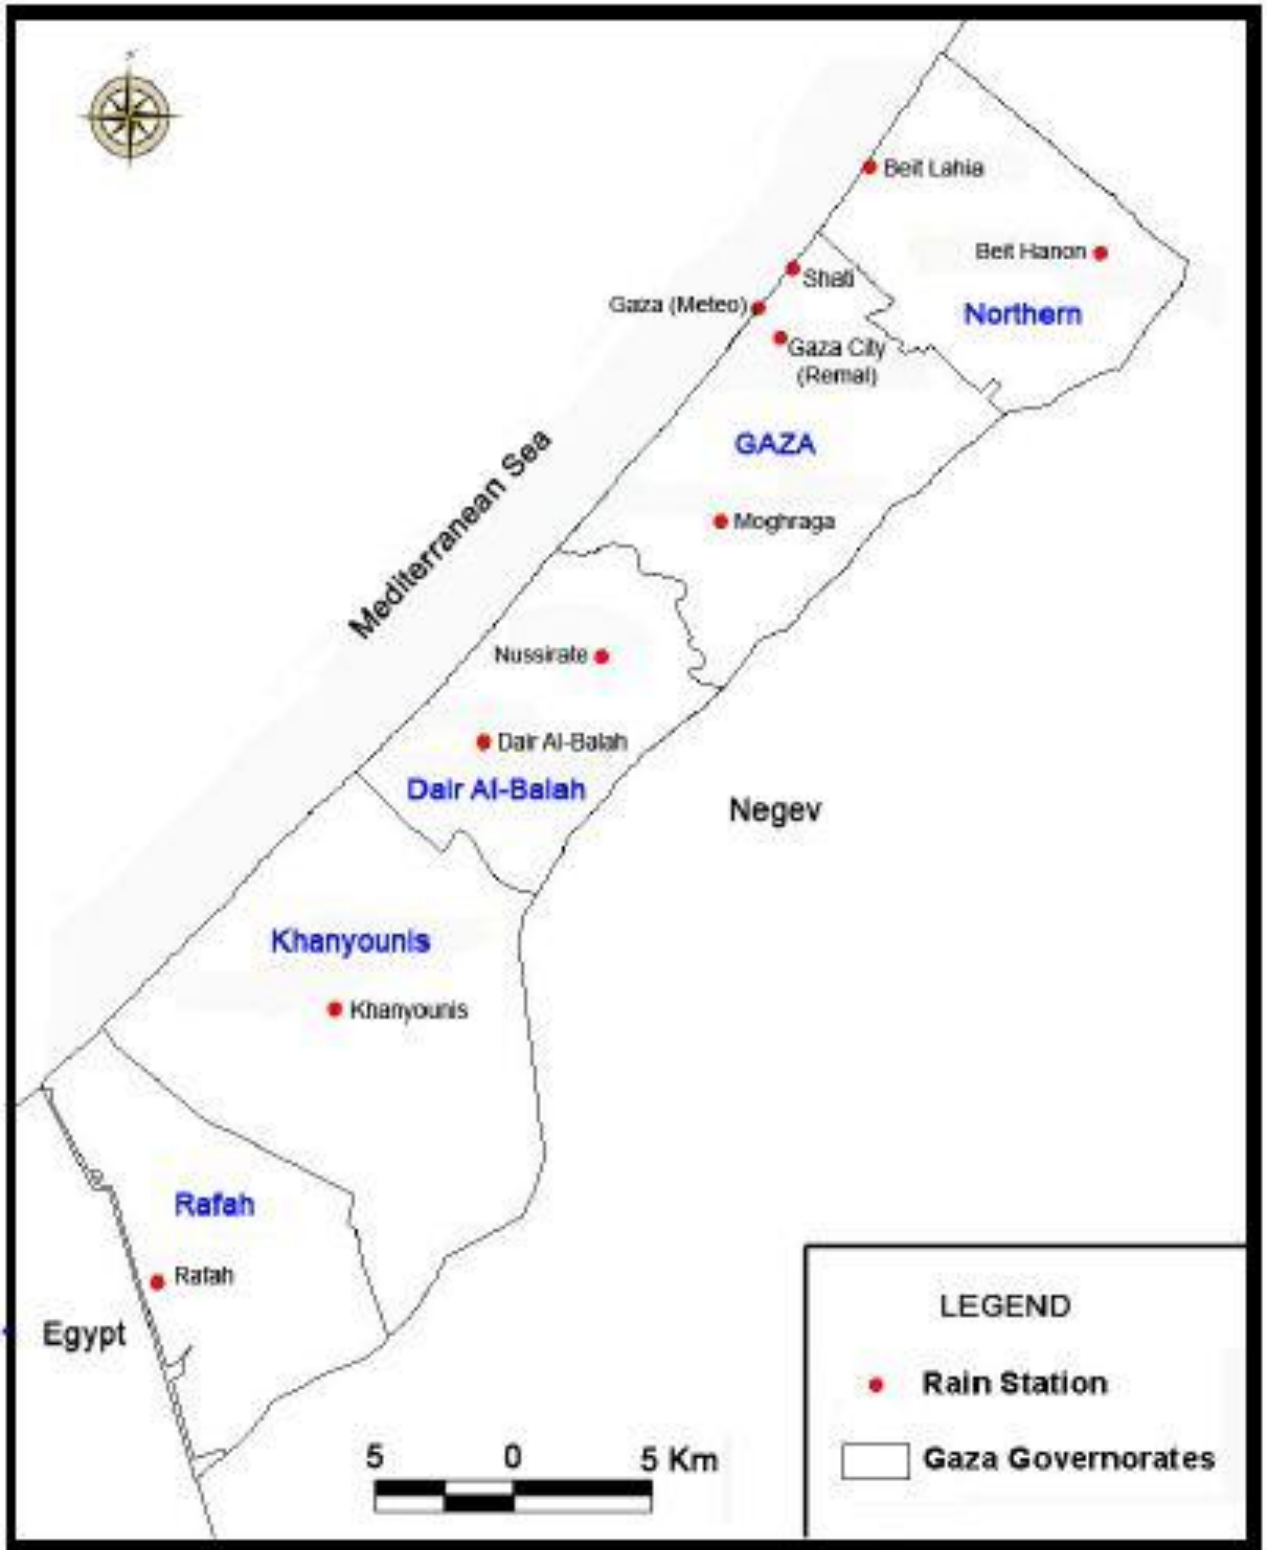 Beit Lahia
Beit Hanon
Shati
Gaza (Meteo)
Northern
Gaza City
(Remal)
GAZA
Mediterranean Sea
Moghraga
Nussirate
Dair Al-Balah
Dair Al-Balah
Negev
Khanyounis
Khanyounis
Rafah
Rafah
Egypt
LEGEND
Rain Station
Gaza Governorates
5 0 5 Km